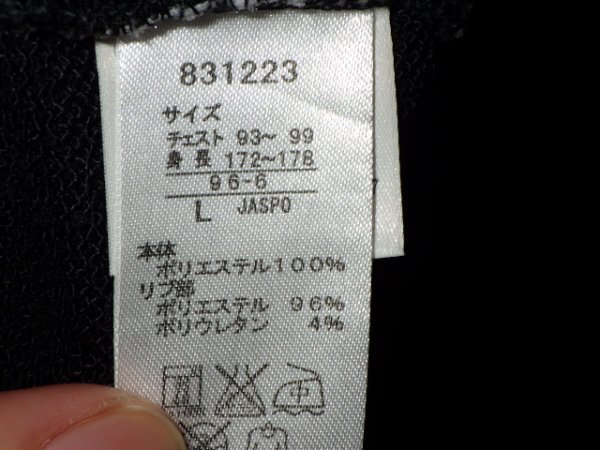 831223
サイズ
チェスト 93〜 99
身 長 172〜178
96-6
L JASPO
本体
ポリエステル100%
リブ部
ポリエステル 96%
ポリウレタン 4%
中